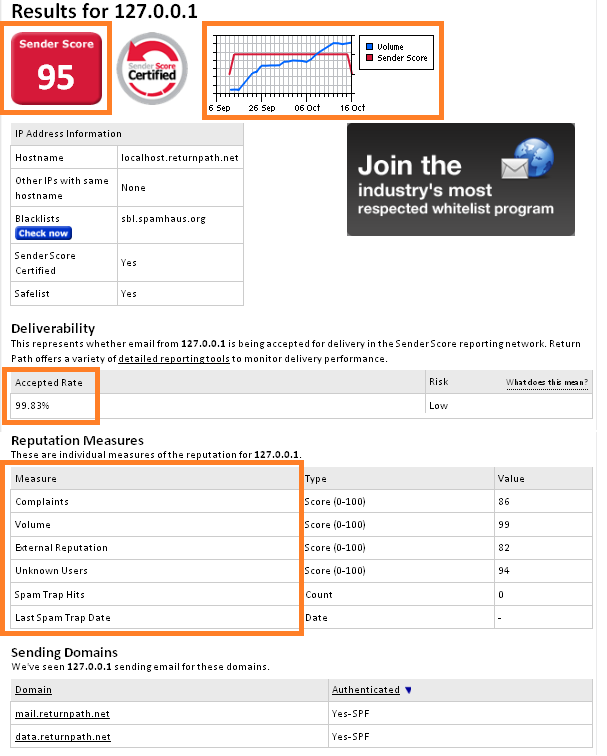 Results for 127.0.0.1
Sender Score
95
Sender Score
Certified
Volume
Sender Score
6 Sep 26 Sep 06 Oct 16 Oct
IP Address Information
Hostname localhost.returnpath.net
Other IPs with same
hostname
None
Blacklists sbl.spamhaus.org
Check now
Sender Score
Certified
Yes
Safelist Yes
Join the
industry's most
respected whitelist program
Deliverability
This represents whether email from 127.0.0.1 is being accepted for delivery in the Sender Score reporting network. Return
Path offers a variety of detailed reporting tools to monitor delivery performance.
Accepted Rate Risk What does this mean?
99.83% Low
Reputation Measures
These are individual measures of the reputation for 127.0.0.1.
Measure Type Value
Complaints Score (0-100) 86
Volume Score (0-100) 99
External Reputation Score (0-100) 82
Unknown Users Score (0-100) 94
Spam Trap Hits Count 0
Last Spam Trap Date Date -
Sending Domains
We've seen 127.0.0.1 sending email for these domains.
Domain Authenticated
mail.returnpath.net Yes-SPF
data.returnpath.net Yes-SPF